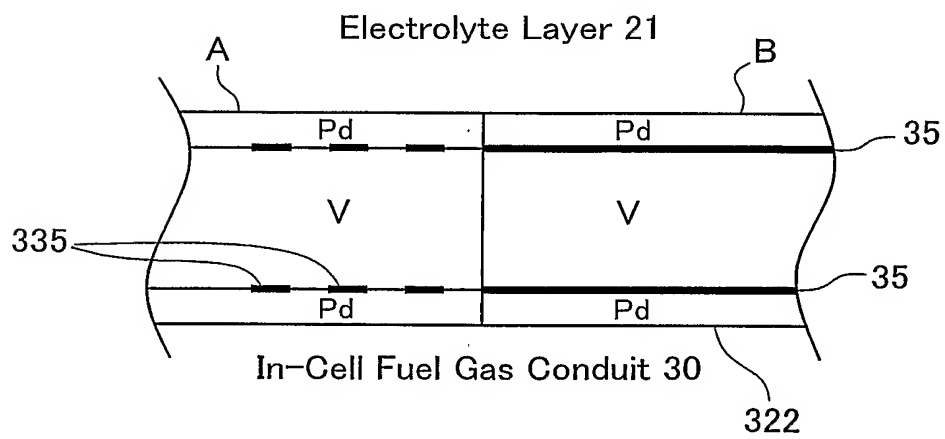 Electrolyte Layer 21
A
B
Pd
Pd
35
V
V
335
35
Pd
Pd
In-Cell Fuel Gas Conduit 30
322